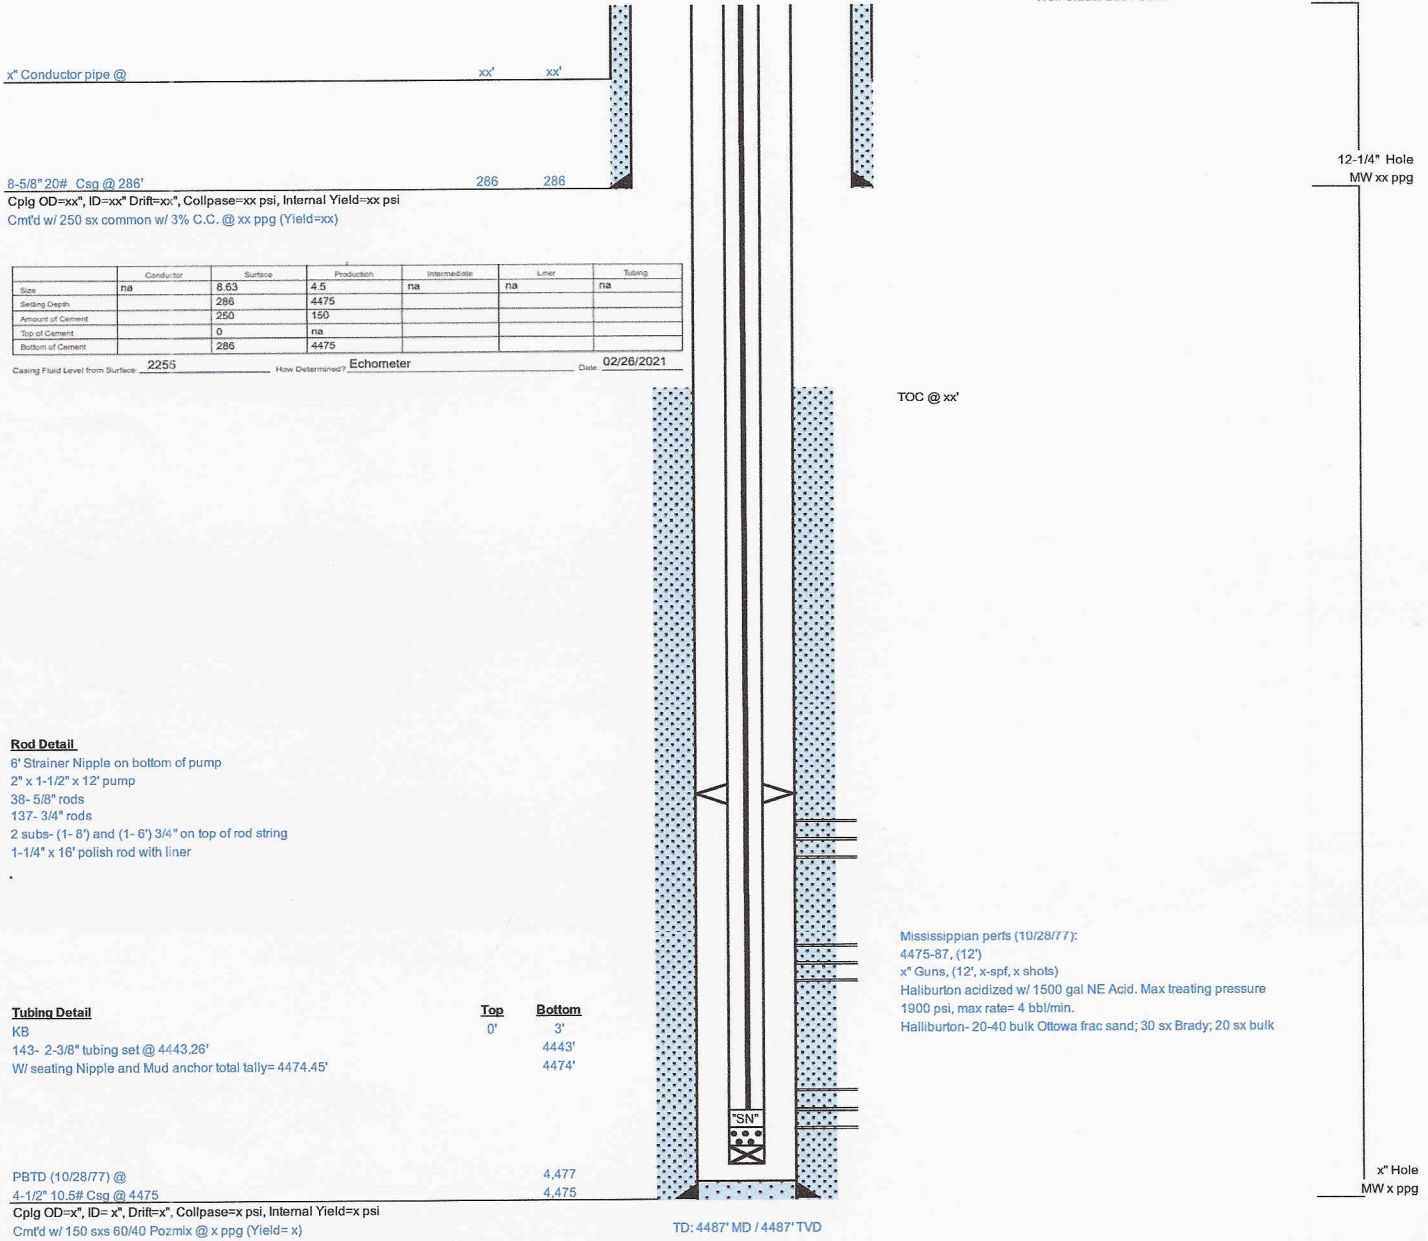 x" Conductor pipe @ xx' xx'
12-1/4" Hole
MW xx ppg
8-5/8" 20# Csg @ 286' 286 286
Cplg OD=xx", ID=xx" Drift=xx", Collpase=xx psi, Internal Yield=xx psi
Cmt'd w/ 250 sx common w/ 3% C.C. @ xx ppg (Yield=xx)
Conductor Surface Production Intermediate Liner Tubing
Size na 8.63 4.5 na na na
Setting Depth 286 4475
Amount of Cement 250 150
Top of Cement 0 na
Bottom of Cement 286 4475
Casing Fluid Level from Surface: 2255 How Determined? Echometer Date: 02/26/2021
TOC @ xx'
Rod Detail
6' Strainer Nipple on bottom of pump
2" x 1-1/2" x 12' pump
38- 5/8" rods
137- 3/4" rods
2 subs- (1- 8') and (1- 6') 3/4" on top of rod string
1-1/4" x 16' polish rod with liner
Mississippian perfs (10/28/77):
4475-87, (12')
x" Guns, (12', x-spf, x shots)
Haliburton acidized w/ 1500 gal NE Acid. Max treating pressure
1900 psi, max rate= 4 bbl/min.
Halliburton- 20-40 bulk Ottowa frac sand; 30 sx Brady; 20 sx bulk
Tubing Detail Top Bottom
KB 0' 3'
143- 2-3/8" tubing set @ 4443.26' 4443'
W/ seating Nipple and Mud anchor total tally= 4474.45' 4474'
"SN"
PBTD (10/28/77) @ 4,477
4-1/2" 10.5# Csg @ 4475 4,475
x" Hole
MW x ppg
Cplg OD=x", ID= x", Drift=x", Collpase=x psi, Internal Yield=x psi
Cmt'd w/ 150 sxs 60/40 Pozmix @ x ppg (Yield= x)
TD: 4487' MD / 4487' TVD